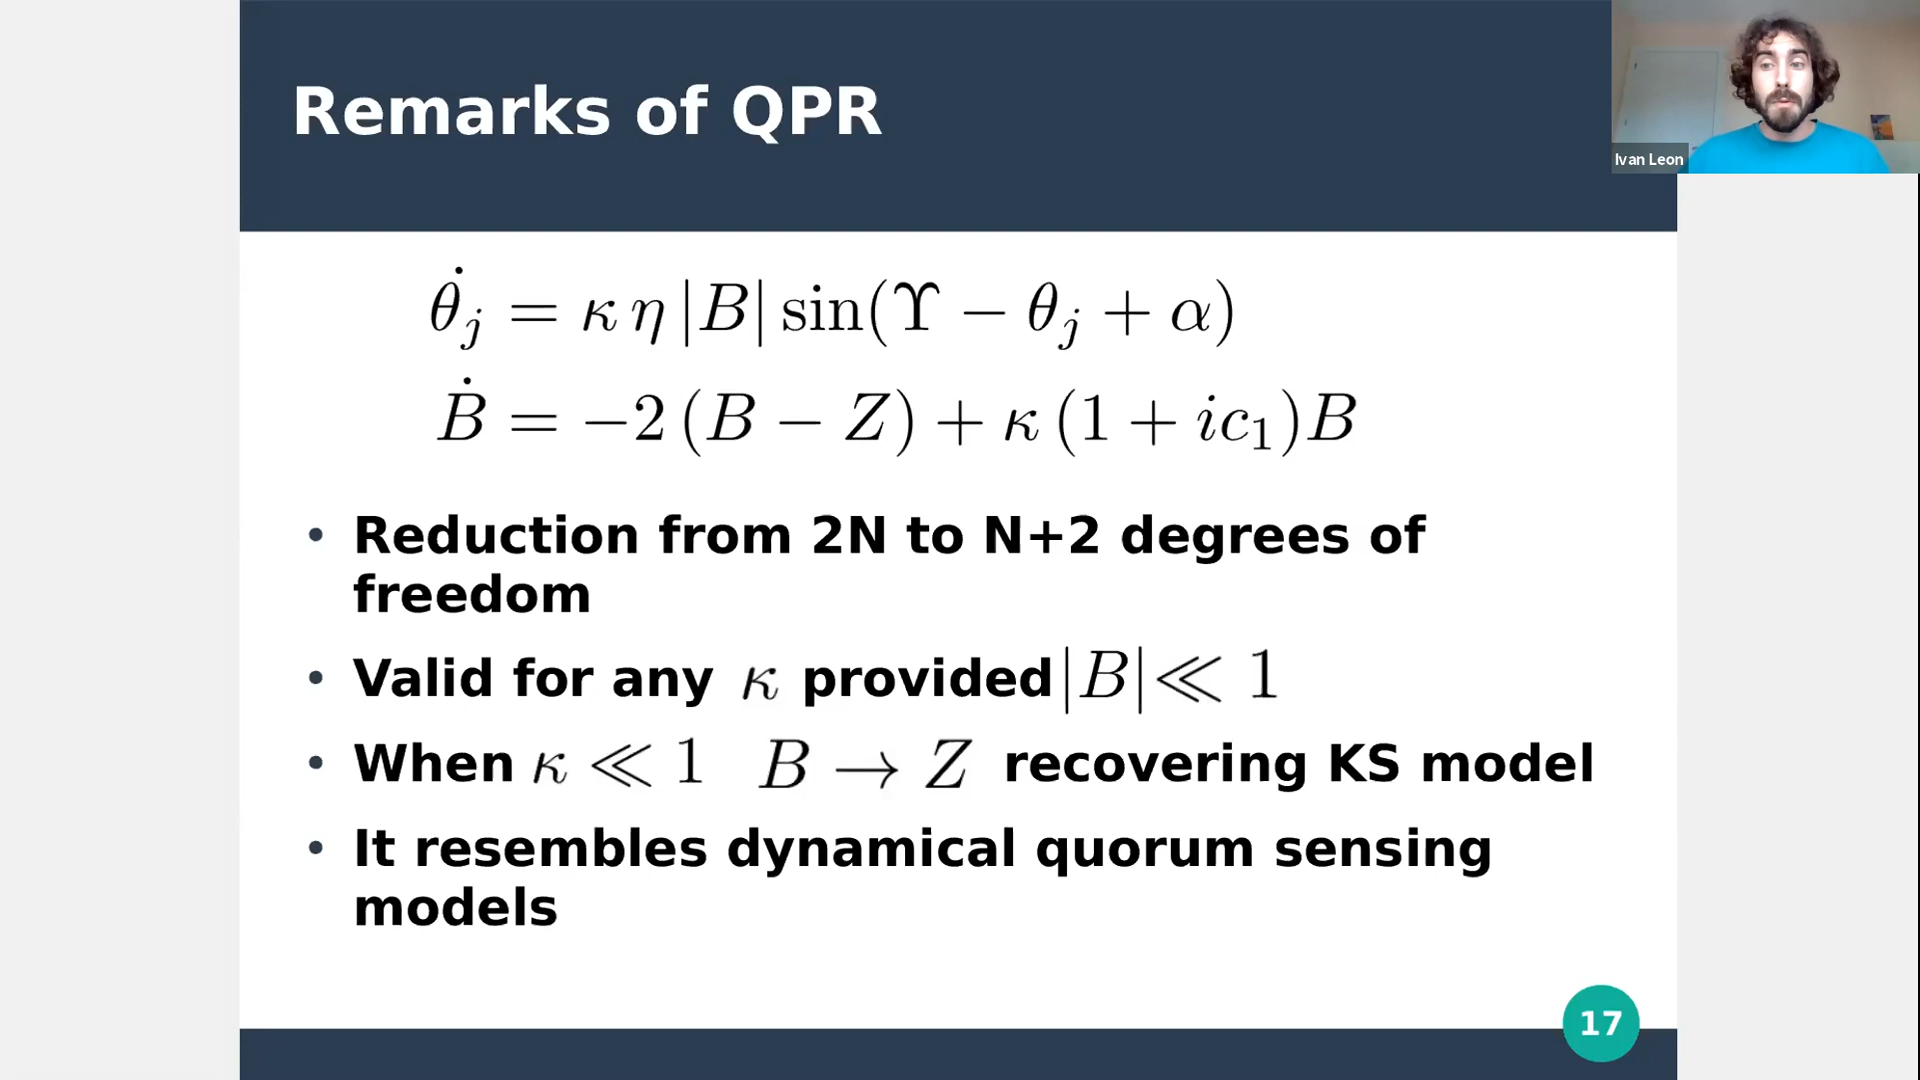 Remarks of QPR
Ivan Leon
θ̇ⱼ = κ η |B| sin(ϒ − θⱼ + α)
Ḃ = −2 (B − Z) + κ (1 + ic₁)B
• Reduction from 2N to N+2 degrees of
freedom
• Valid for any κ provided |B| ≪ 1
• When κ ≪ 1 B → Z recovering KS model
• It resembles dynamical quorum sensing
models
17